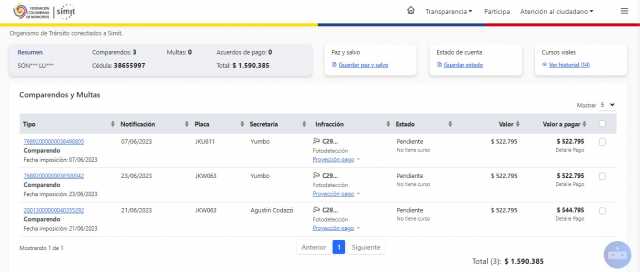 FEDERACIÓN
COLOMBIANA
DE MUNICIPIOS
simit
Transparencia
Participa
Atención al ciudadano
Organismo de Tránsito conectados a Simit.
Resumen
Comparendos: 3
Multas: 0
Acuerdos de pago: 0
SON*** LU***
Cédula: 38655997
Total: $ 1.590.385
Paz y salvo
Guardar paz y salvo
Estado de cuenta
Guardar estado
Cursos viales
Ver historial (14)
Comparendos y Multas
Mostrar 5
Tipo Notificación Placa Secretaría Infracción Estado Valor Valor a pagar
07/06/2023 JKU611 Yumbo C29... Pendiente $ 522.795 $ 522.795
Comparendo Fotodetección No tiene curso Detalle Pago
Fecha imposición: 07/06/2023 Proyección pago
23/06/2023 JKW063 Yumbo C29... Pendiente $ 522.795 $ 522.795
Comparendo Fotodetección No tiene curso Detalle Pago
Fecha imposición: 23/06/2023 Proyección pago
21/06/2023 JKW063 Agustin Codazzi C29... Pendiente $ 522.795 $ 544.795
Comparendo Fotodetección No tiene curso Detalle Pago
Fecha imposición: 21/06/2023 Proyección pago
Mostrando 1 de 1
Anterior 1 Siguiente
Total (3): $ 1.590.385